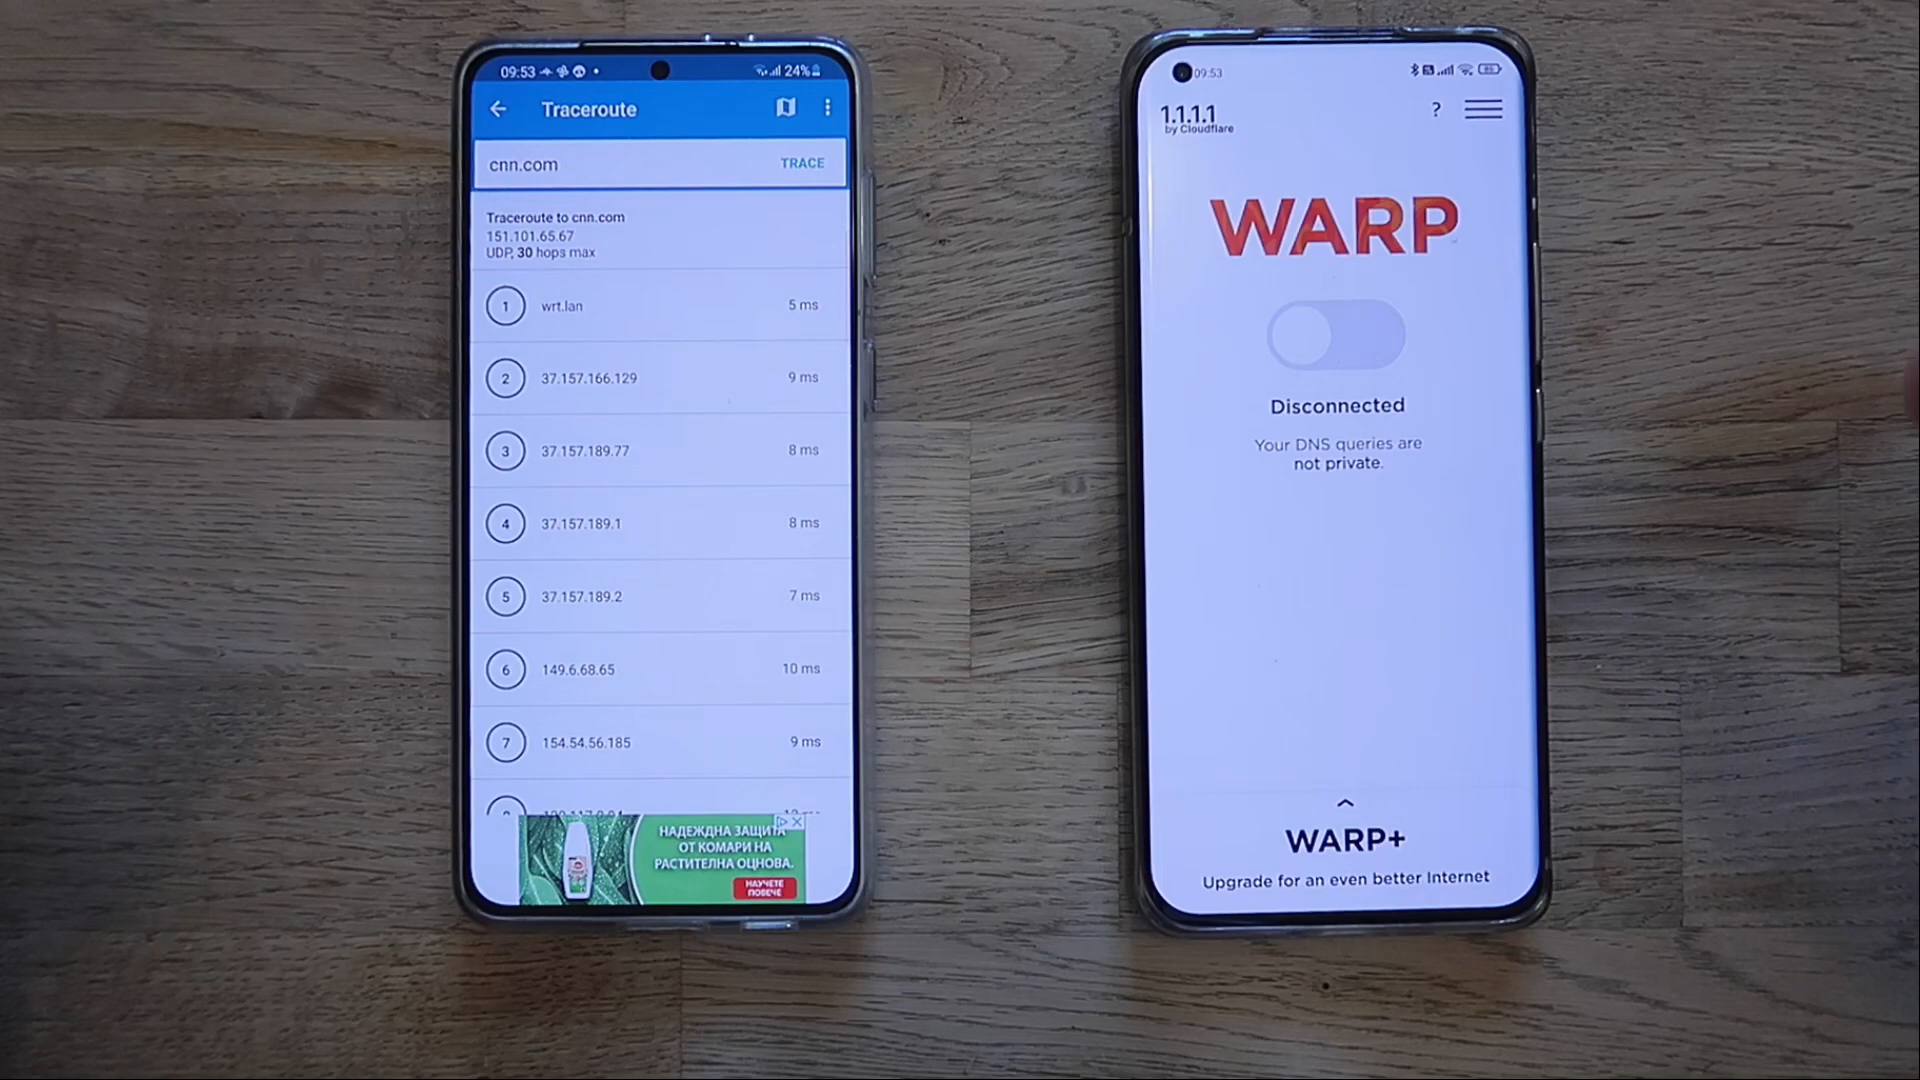 09:53
24%
Traceroute
cnn.com
TRACE
Traceroute to cnn.com
151.101.65.67
UDP, 30 hops max
1 wrt.lan 5 ms
2 37.157.166.129 9 ms
3 37.157.189.77 8 ms
4 37.157.189.1 8 ms
5 37.157.189.2 7 ms
6 149.6.68.65 10 ms
7 154.54.56.185 9 ms
НАДЕЖДНА ЗАЩИТА
ОТ КОМАРИ НА
РАСТИТЕЛНА ОЦНОВА.
НАУЧЕТЕ
ПОВЕЧЕ
09:53
1.1.1.1
by Cloudflare
?
WARP
Disconnected
Your DNS queries are
not private.
WARP+
Upgrade for an even better Internet